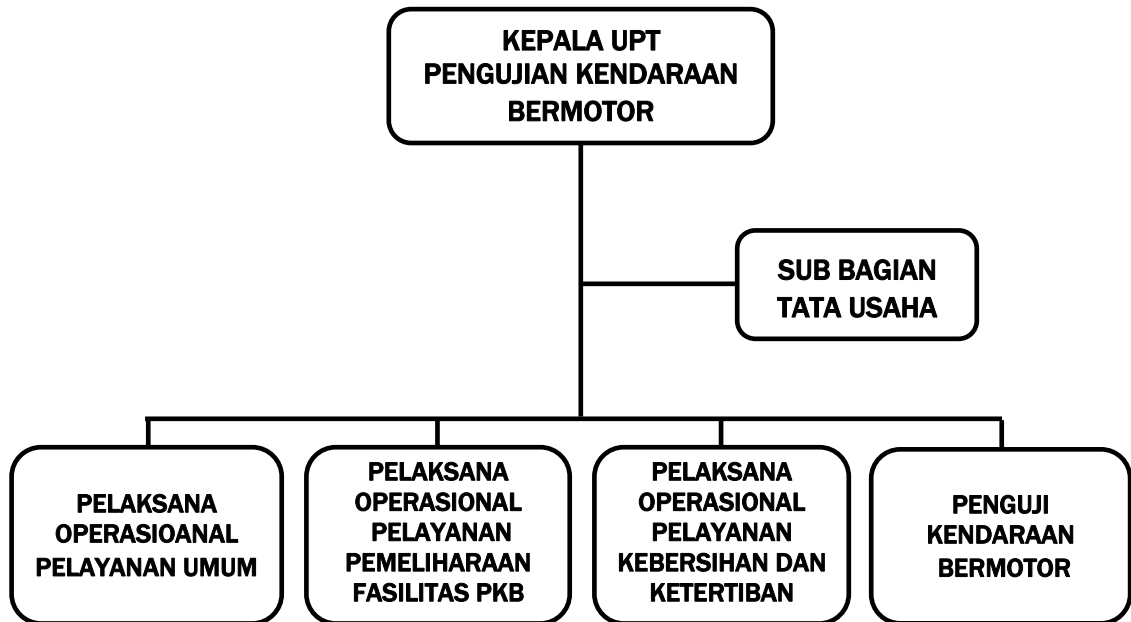 KEPALA UPT
PENGUJIAN KENDARAAN
BERMOTOR
SUB BAGIAN
TATA USAHA
PELAKSANA
OPERASIOANAL
PELAYANAN UMUM
PELAKSANA
OPERASIONAL
PELAYANAN
PEMELIHARAAN
FASILITAS PKB
PELAKSANA
OPERASIONAL
PELAYANAN
KEBERSIHAN DAN
KETERTIBAN
PENGUJI
KENDARAAN
BERMOTOR